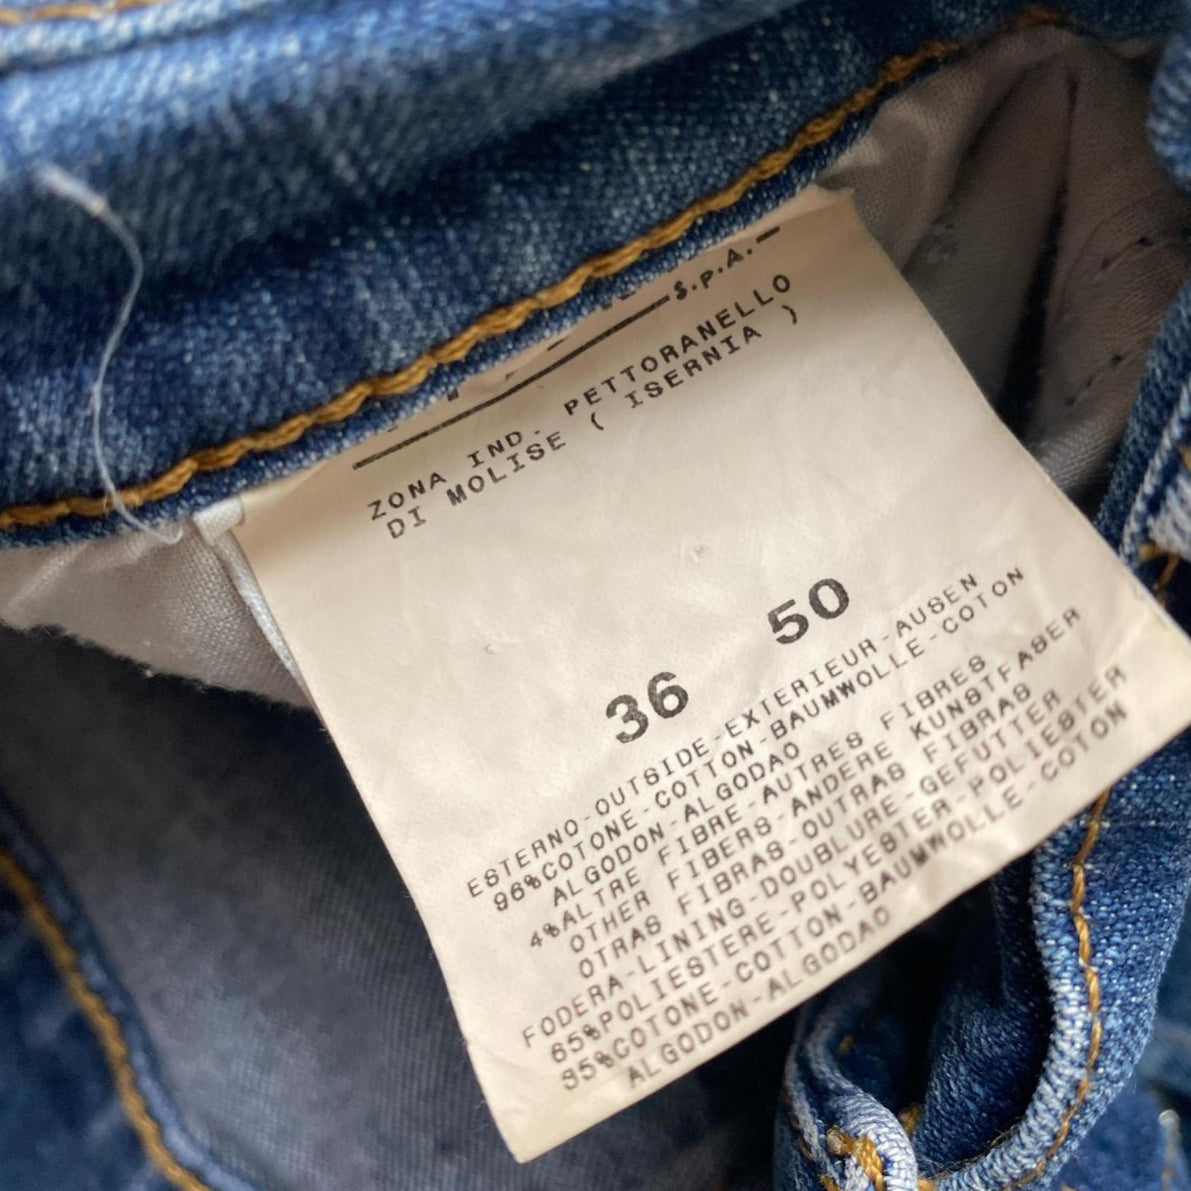 S.P.A.
ZONA IND. PETTORANELLO
DI MOLISE ( ISERNIA )
36 50
ESTERNO-OUTSIDE-EXTERIEUR-AUSEN
96%COTONE-COTTON-BAUMWOLLE-COTON
ALGODON-ALGODAO
4%ALTRE FIBRE-AUTRES FIBRES
OTHER FIBERS-ANDERE KUNSTFASER
OTRAS FIBRAS-OUTRAS FIBRAS
FODERA-LINING-DOUBLURE-GEFUTTER
65%POLIESTERE-POLYESTER-POLIESTER
35%COTONE-COTTON-BAUMWOLLE-COTON
ALGODON-ALGODAO